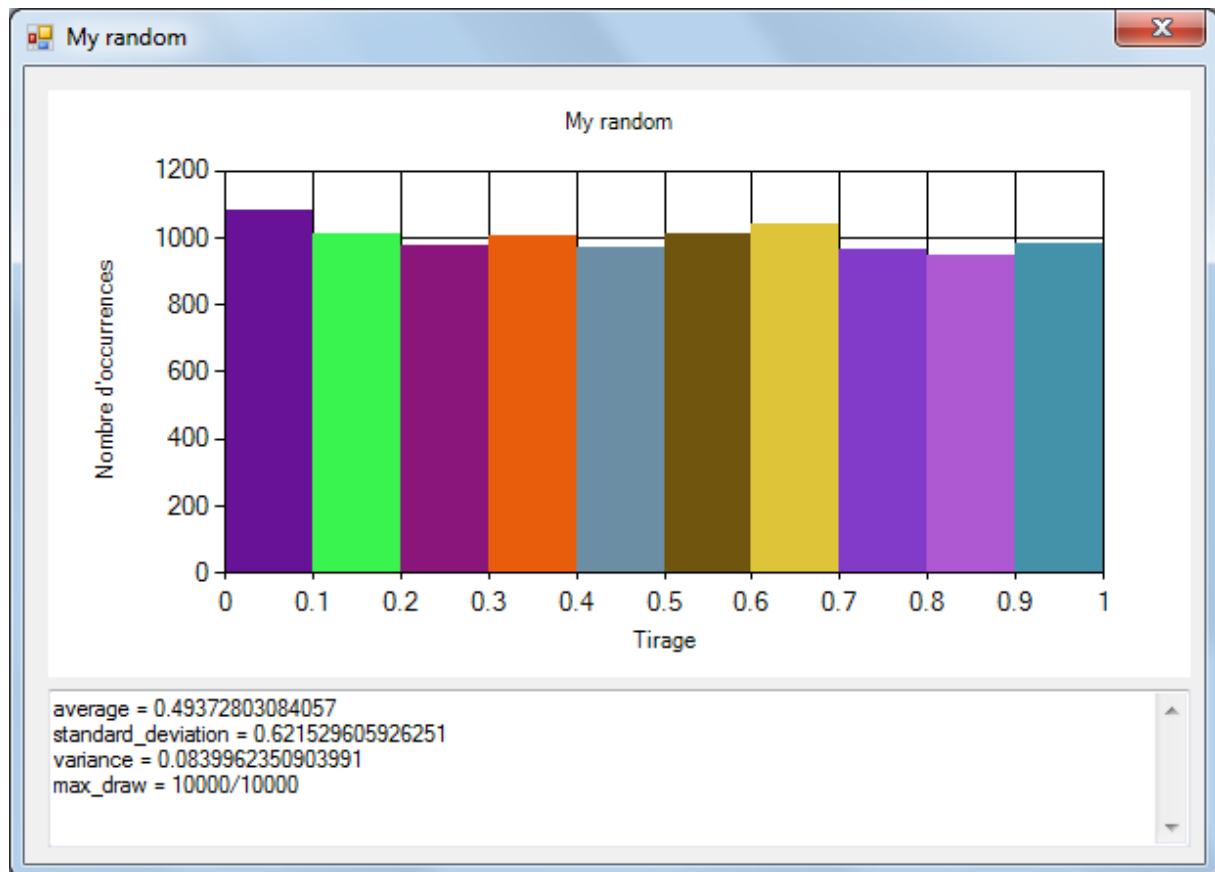 My random
My random
1200
1000
800
600
400
200
0
Nombre d'occurrences
0 0.1 0.2 0.3 0.4 0.5 0.6 0.7 0.8 0.9 1
Tirage
average = 0.49372803084057
standard_deviation = 0.621529605926251
variance = 0.0839962350903991
max_draw = 10000/10000